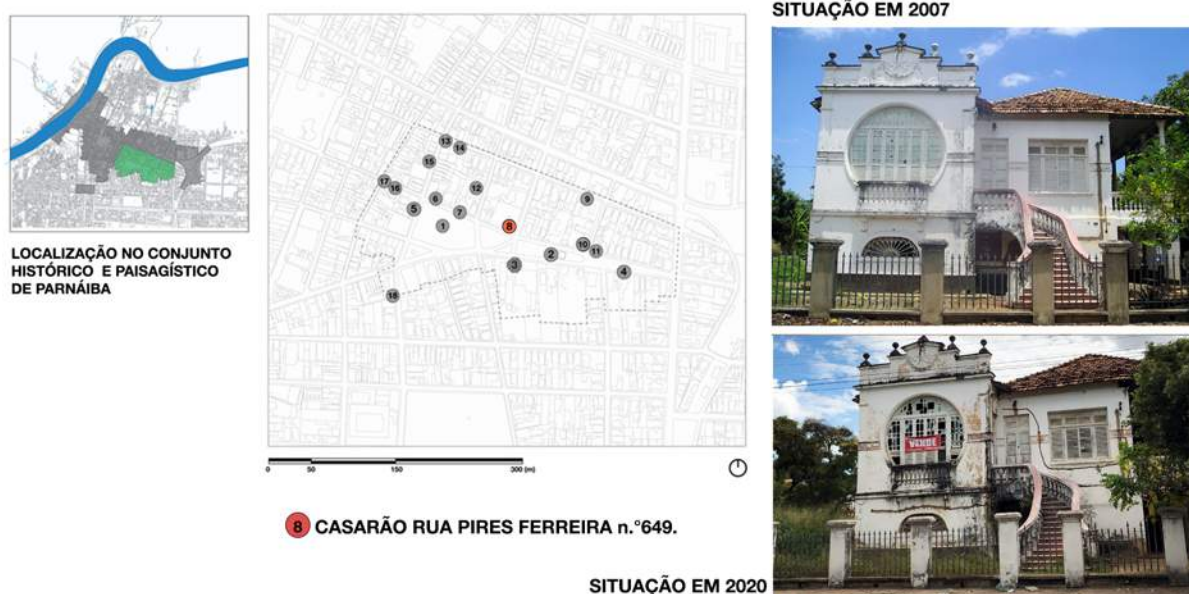 SITUAÇÃO EM 2007
LOCALIZAÇÃO NO CONJUNTO
HISTÓRICO E PAISAGÍSTICO
DE PARNÁIBA
13
14
15
17
16
12
6
9
5
7
1
8
10
11
2
3
4
18
0 50 150 300 (m)
8 CASARÃO RUA PIRES FERREIRA n.°649.
VENDE
SITUAÇÃO EM 2020